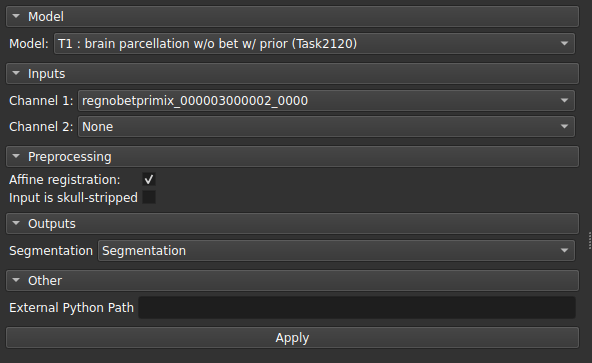 Model
Model: T1 : brain parcellation w/o bet w/ prior (Task2120)
Inputs
Channel 1: regnobetprimix_000003000002_0000
Channel 2: None
Preprocessing
Affine registration:
Input is skull-stripped
Outputs
Segmentation Segmentation
Other
External Python Path
Apply